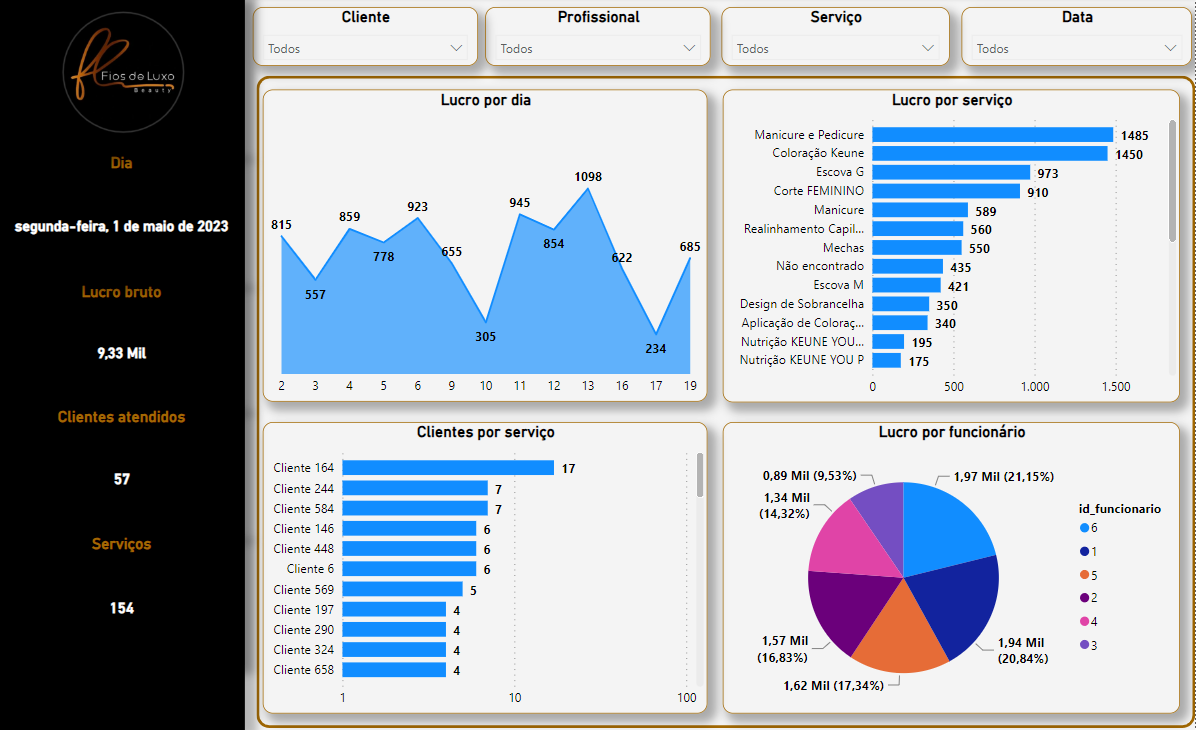 Fios de Luxo
Beauty
Dia
segunda-feira, 1 de maio de 2023
Lucro bruto
9,33 Mil
Clientes atendidos
57
Serviços
154
Cliente
Todos
Profissional
Todos
Serviço
Todos
Data
Todos
Lucro por dia
815
557
859
778
923
655
305
945
854
1098
622
234
685
2 3 4 5 6 9 10 11 12 13 16 17 19
Lucro por serviço
Manicure e Pedicure 1485
Coloração Keune 1450
Escova G 973
Corte FEMININO 910
Manicure 589
Realinhamento Capil... 560
Mechas 550
Não encontrado 435
Escova M 421
Design de Sobrancelha 350
Aplicação de Coloraç... 340
Nutrição KEUNE YOU... 195
Nutrição KEUNE YOU P 175
0 500 1.000 1.500
Clientes por serviço
Cliente 164 17
Cliente 244 7
Cliente 584 7
Cliente 146 6
Cliente 448 6
Cliente 6 6
Cliente 569 5
Cliente 197 4
Cliente 290 4
Cliente 324 4
Cliente 658 4
1 10 100
Lucro por funcionário
0,89 Mil (9,53%)
1,97 Mil (21,15%)
1,34 Mil
(14,32%)
1,57 Mil
(16,83%)
1,94 Mil
(20,84%)
1,62 Mil (17,34%)
id_funcionario
6
1
5
2
4
3